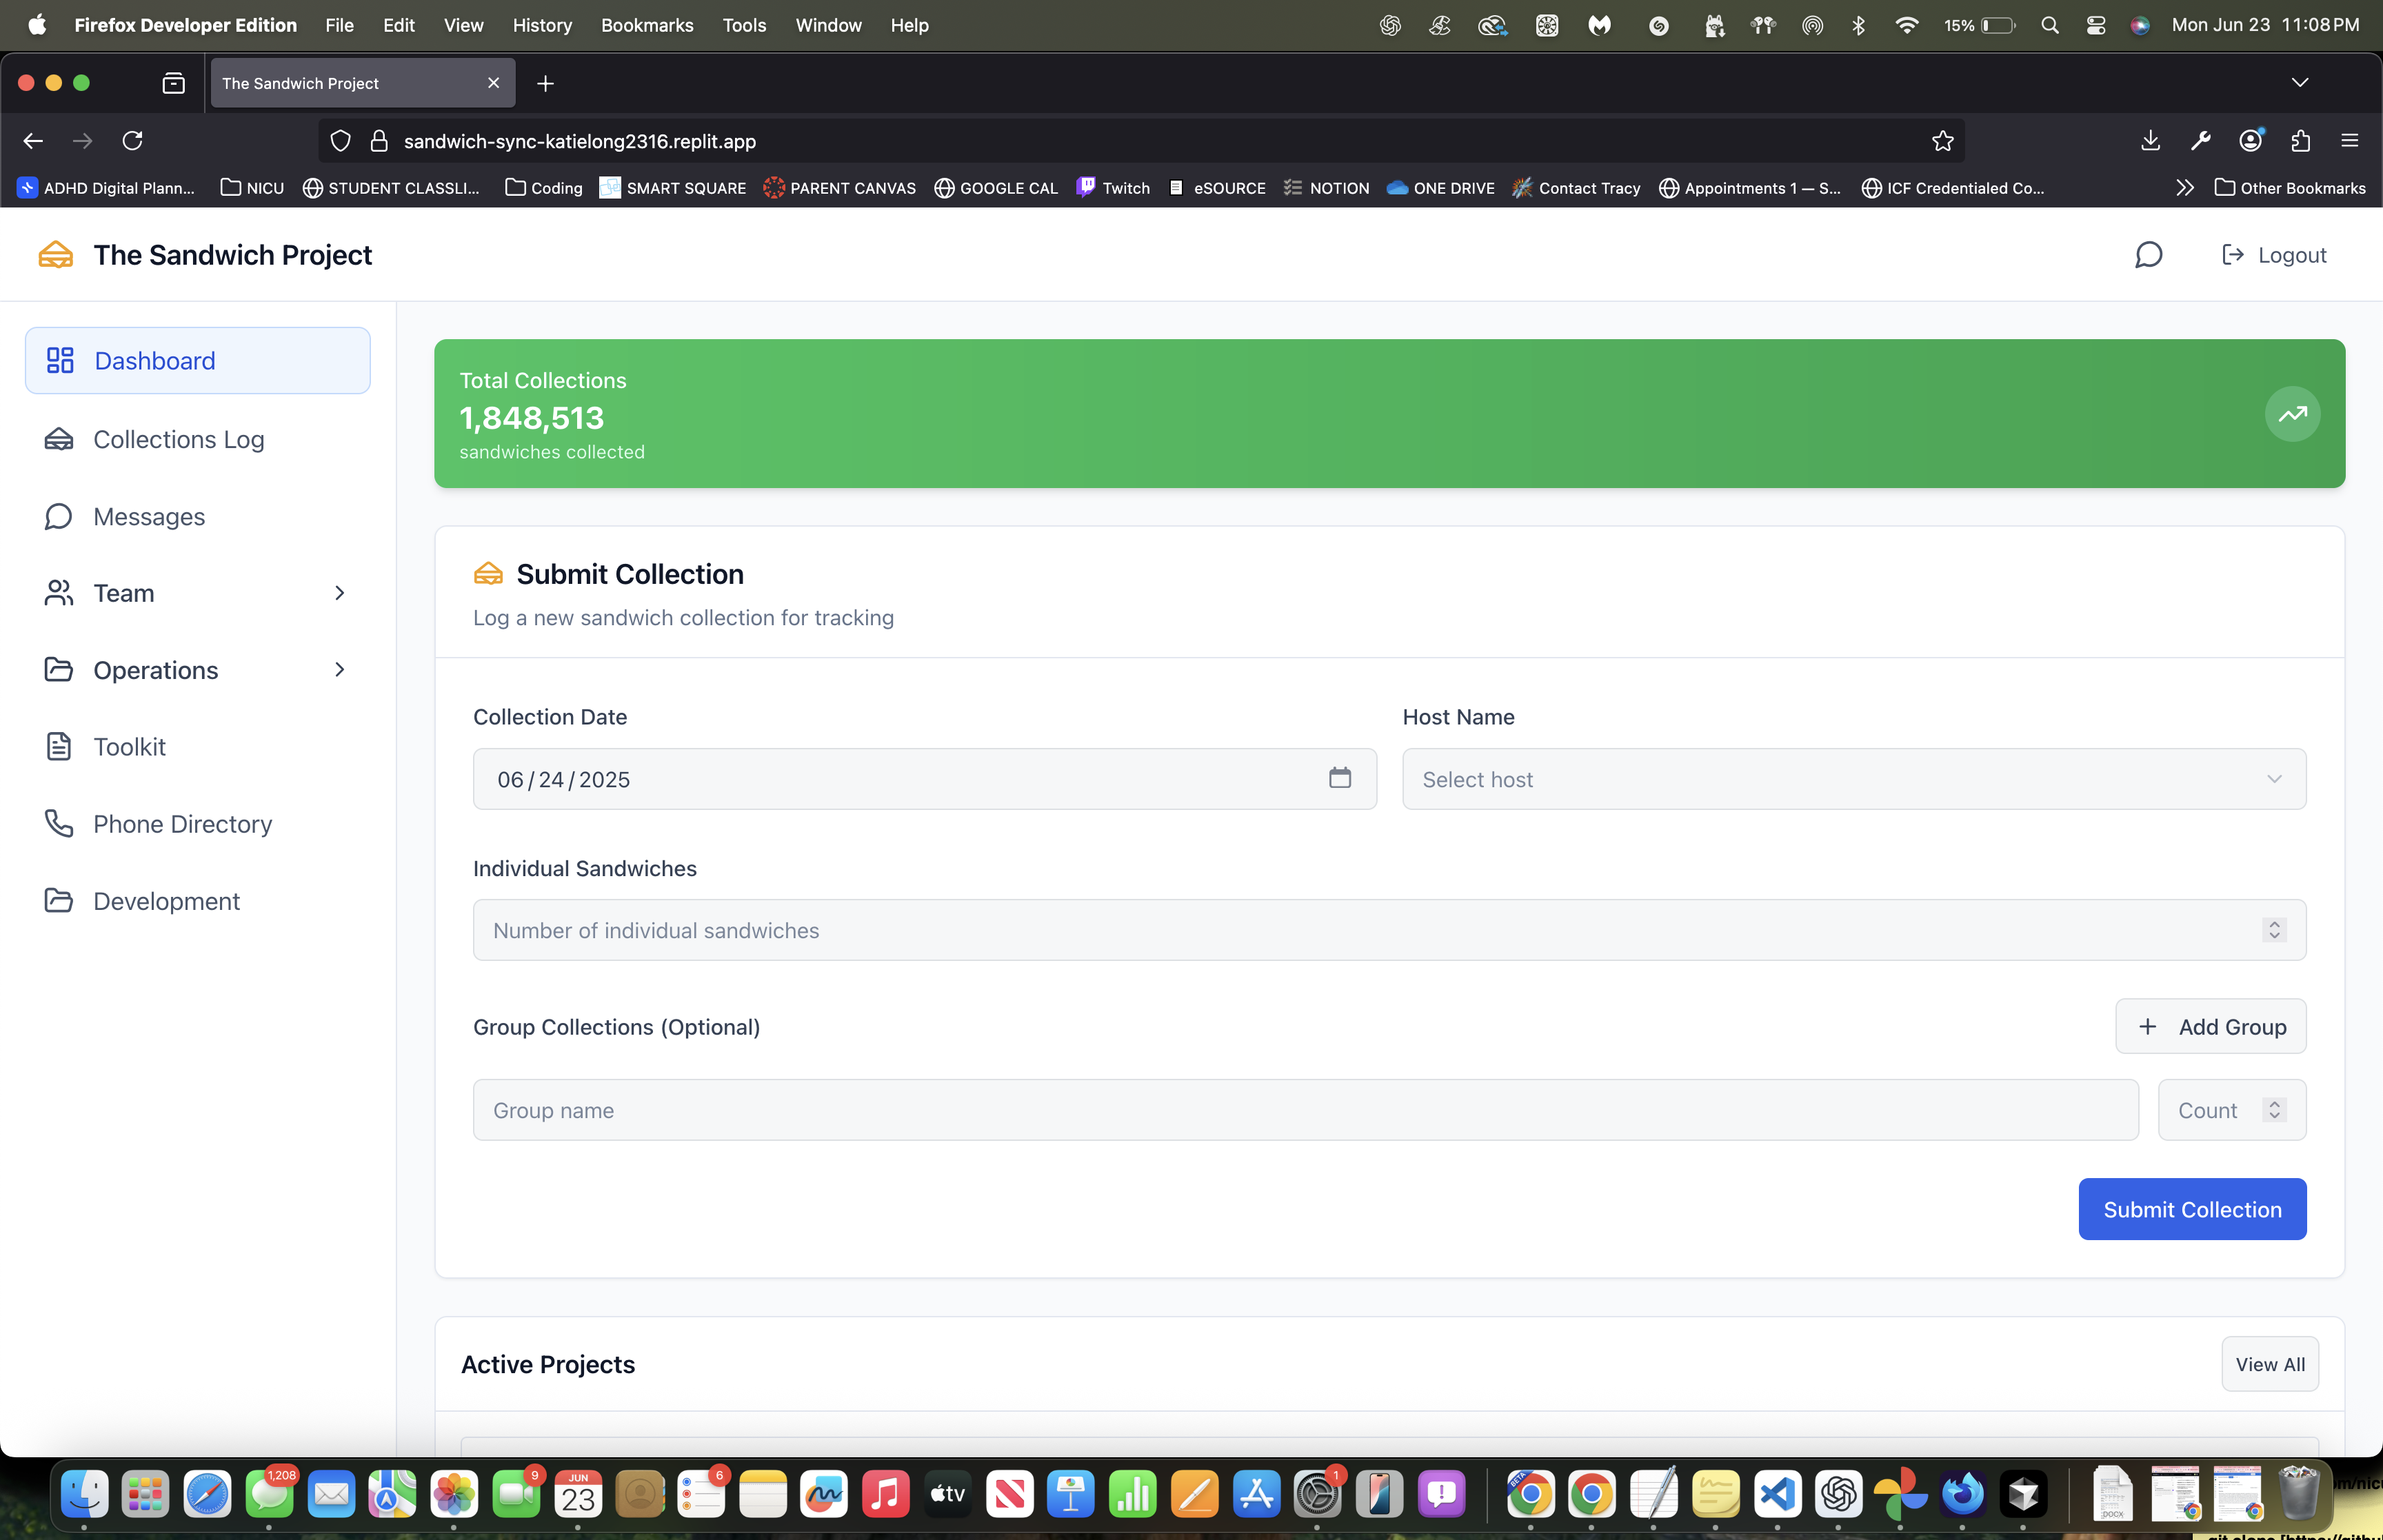 Firefox Developer Edition File Edit View History Bookmarks Tools Window Help 15% Mon Jun 23 11:08 PM
The Sandwich Project
sandwich-sync-katielong2316.replit.app
ADHD Digital Plann... NICU STUDENT CLASSLI... Coding SMART SQUARE PARENT CANVAS GOOGLE CAL Twitch eSOURCE NOTION ONE DRIVE Contact Tracy Appointments 1 — S... ICF Credentialed Co... Other Bookmarks
The Sandwich Project
Logout
Dashboard
Collections Log
Messages
Team
Operations
Toolkit
Phone Directory
Development
Total Collections
1,848,513
sandwiches collected
Submit Collection
Log a new sandwich collection for tracking
Collection Date
Host Name
06/24/2025
Select host
Individual Sandwiches
Number of individual sandwiches
Group Collections (Optional)
Add Group
Group name
Count
Submit Collection
Active Projects
View All
1,208
9
JUN
23
6
tv
1
BETA
DOCX